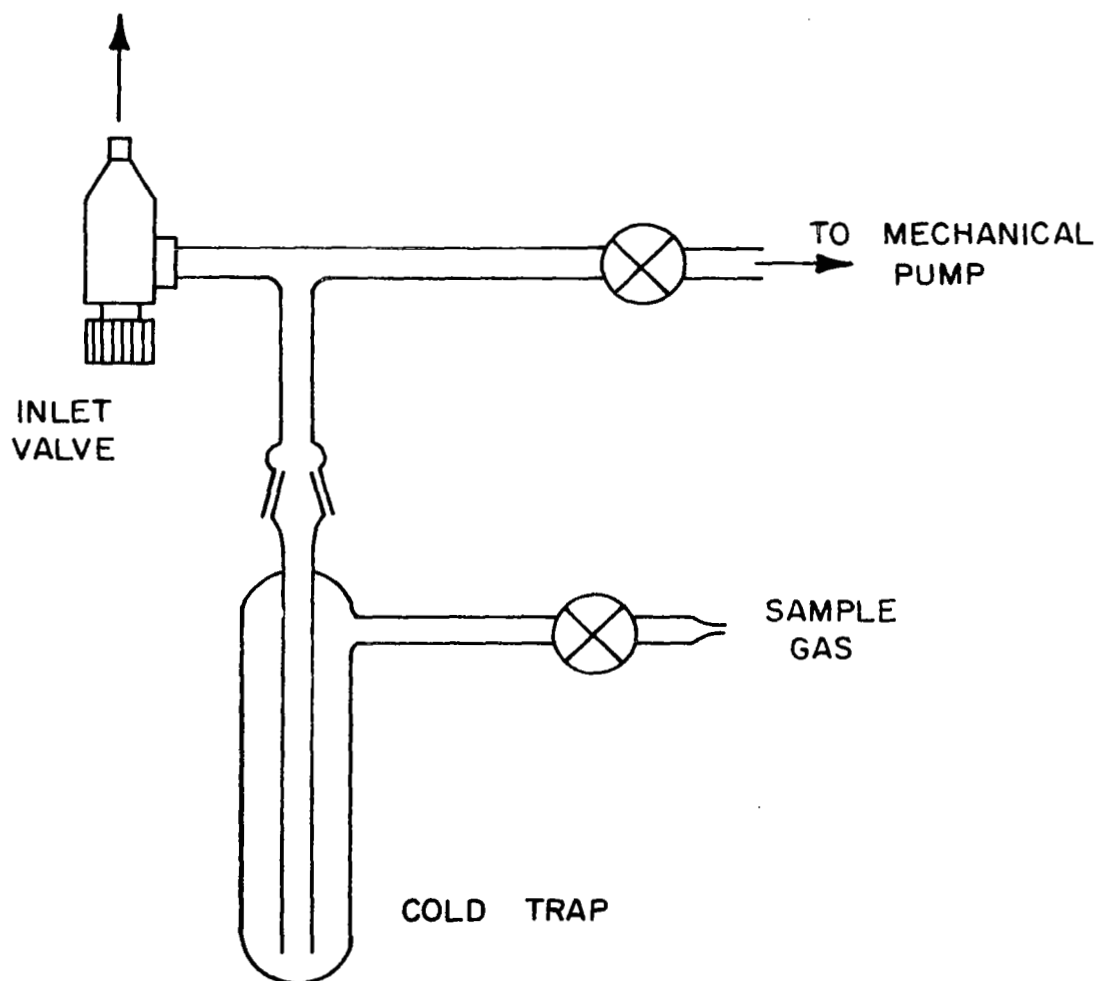 TO MECHANICAL
PUMP
INLET
VALVE
SAMPLE
GAS
COLD TRAP